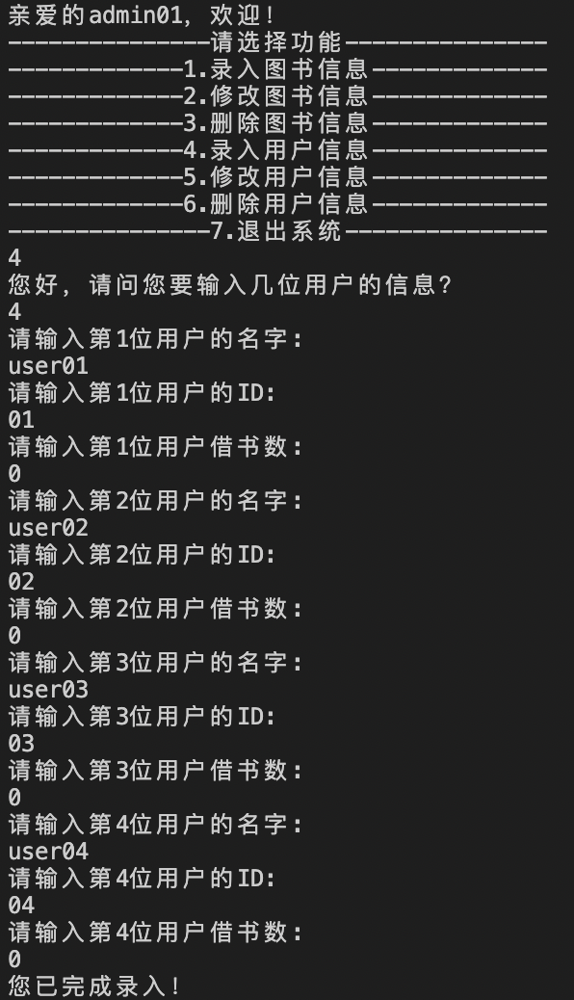 亲爱的admin01, 欢迎!
---------------请选择功能---------------
-------------1.录入图书信息-------------
-------------2.修改图书信息-------------
-------------3.删除图书信息-------------
-------------4.录入用户信息-------------
-------------5.修改用户信息-------------
-------------6.删除用户信息-------------
---------------7.退出系统---------------
4
您好, 请问您要输入几位用户的信息?
4
请输入第1位用户的名字:
user01
请输入第1位用户的ID:
01
请输入第1位用户借书数:
0
请输入第2位用户的名字:
user02
请输入第2位用户的ID:
02
请输入第2位用户借书数:
0
请输入第3位用户的名字:
user03
请输入第3位用户的ID:
03
请输入第3位用户借书数:
0
请输入第4位用户的名字:
user04
请输入第4位用户的ID:
04
请输入第4位用户借书数:
0
您已完成录入!